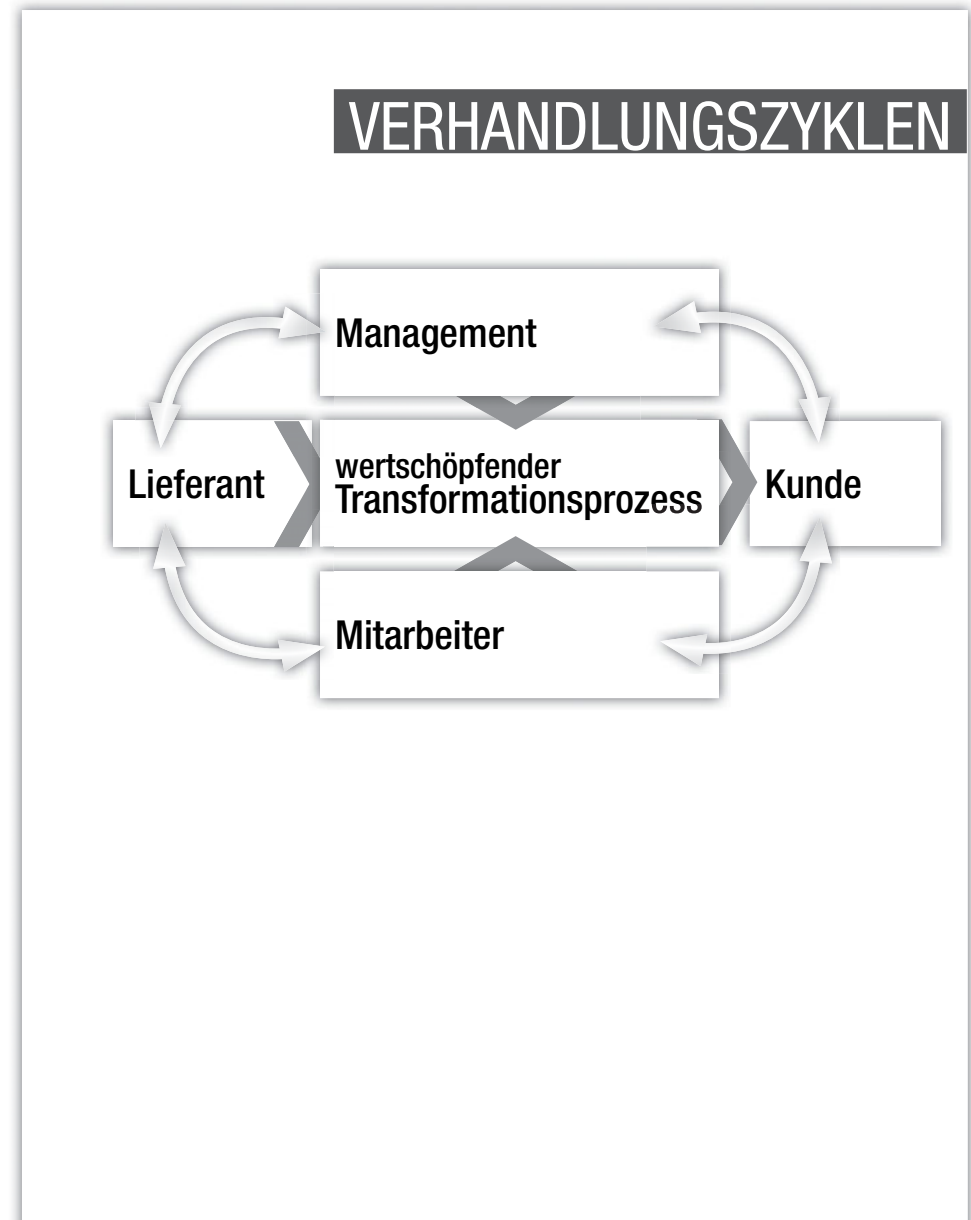 VERHANDLUNGSZYKLEN
Management
Lieferant
wertschöpfender
Transformationsprozess
Kunde
Mitarbeiter